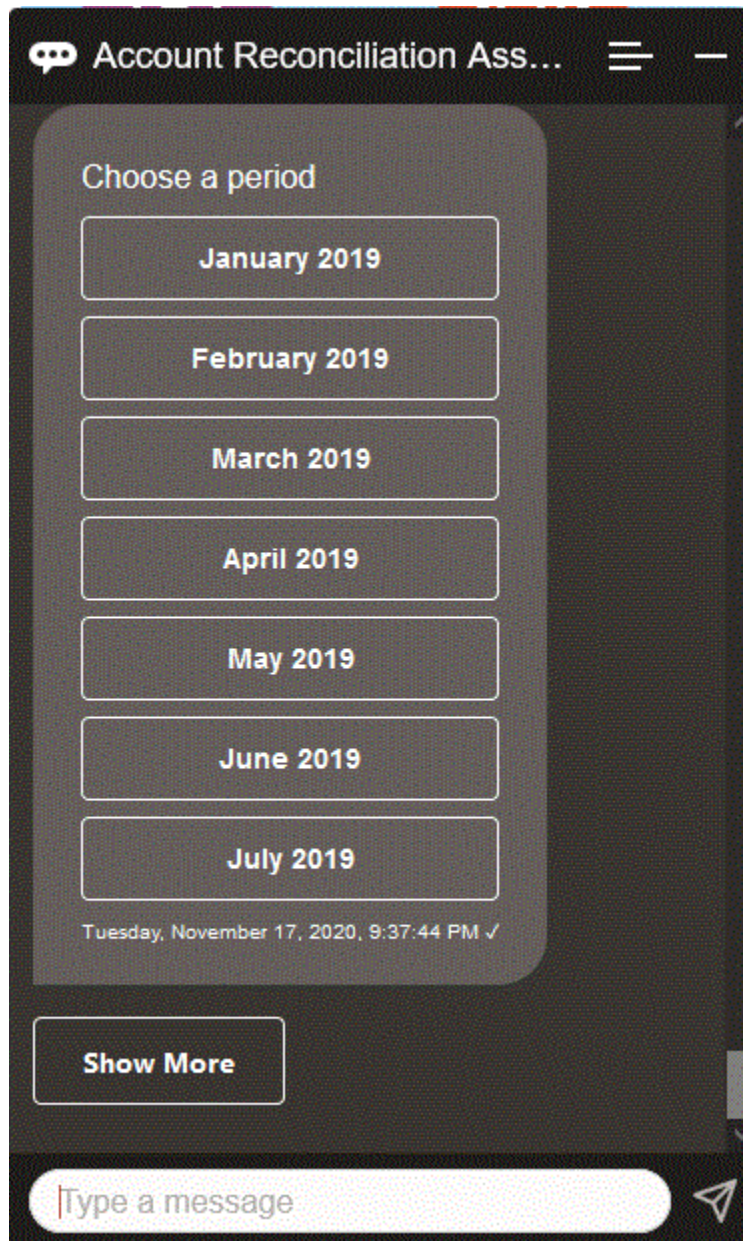 Account Reconciliation Ass...
Choose a period
January 2019
February 2019
March 2019
April 2019
May 2019
June 2019
July 2019
Tuesday, November 17, 2020, 9:37:44 PM ✓
Show More
Type a message